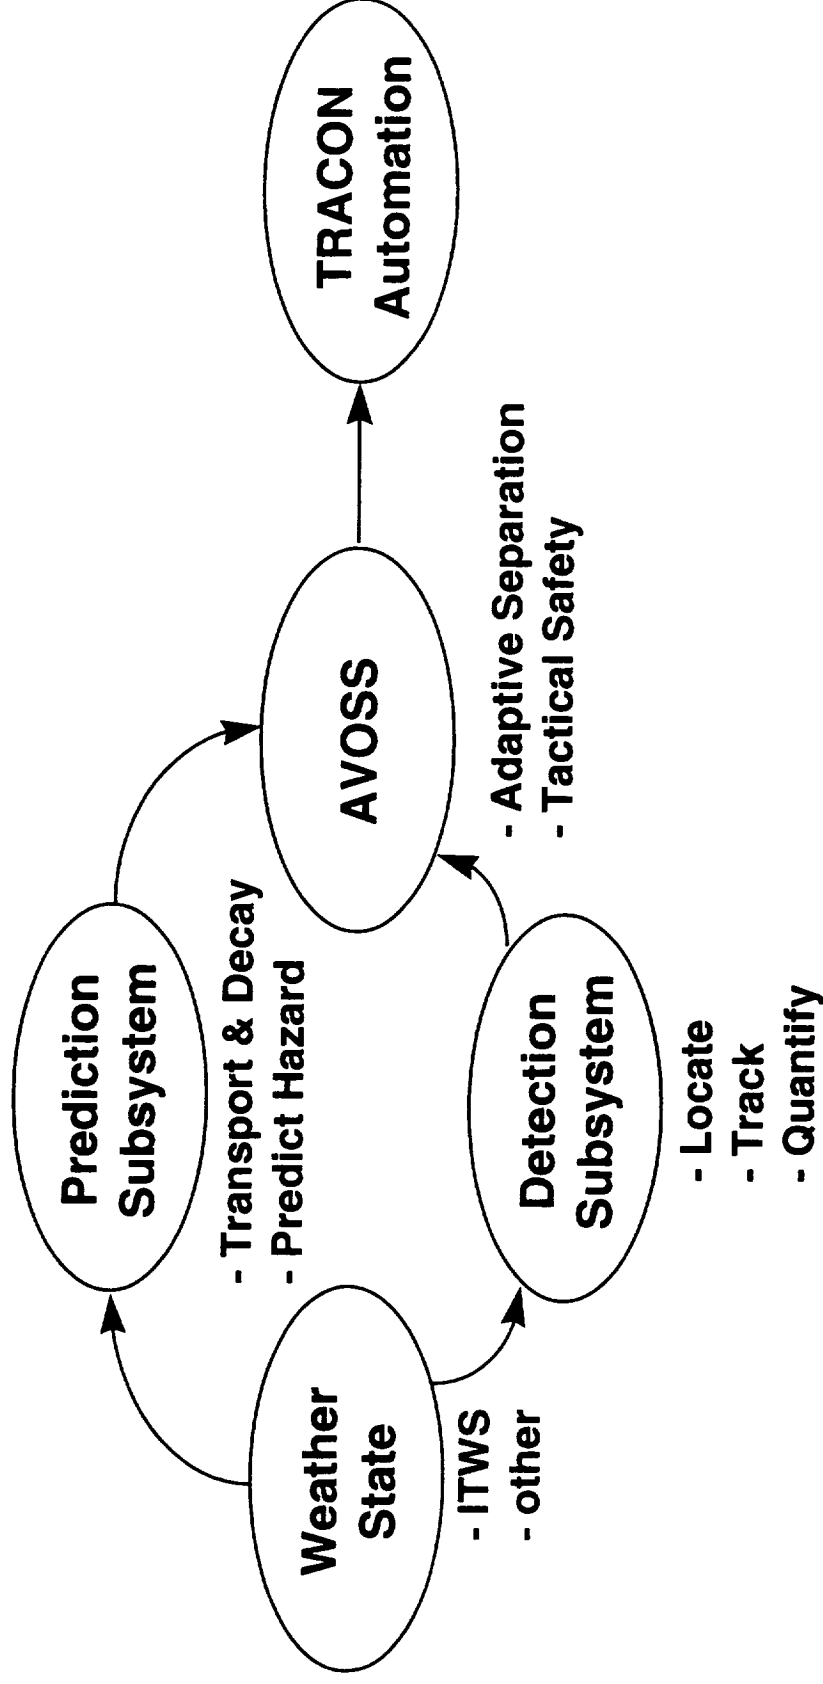 Weather
State
- ITWS
- other
Prediction
Subsystem
- Transport & Decay
- Predict Hazard
Detection
Subsystem
- Locate
- Track
- Quantify
AVOSS
- Adaptive Separation
- Tactical Safety
TRACON
Automation